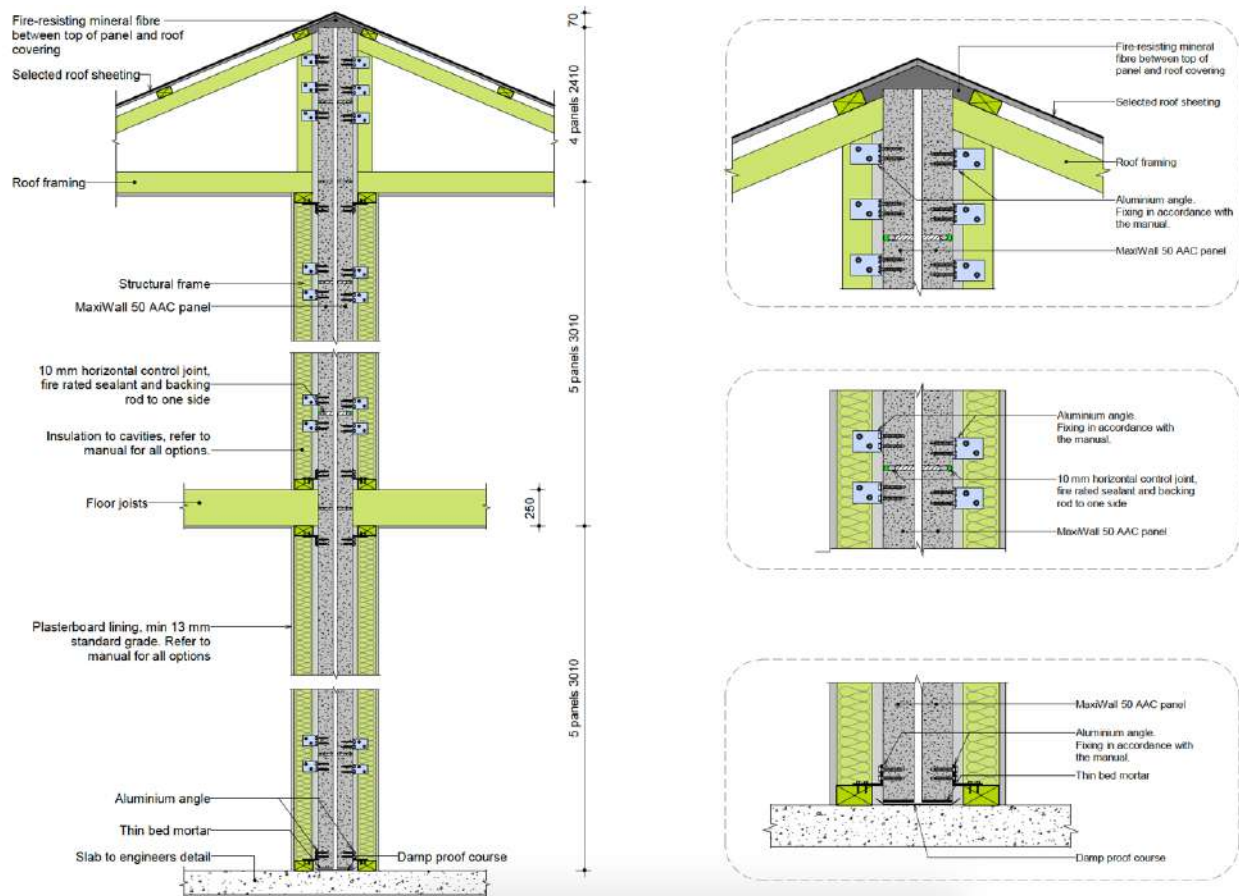 Fire-resisting mineral fibre
between top of panel and roof
covering
Selected roof sheeting
Roof framing
Structural frame
MaxiWall 50 AAC panel
10 mm horizontal control joint,
fire rated sealant and backing
rod to one side
Insulation to cavities, refer to
manual for all options.
Floor joists
Plasterboard lining, min 13 mm
standard grade. Refer to
manual for all options
Aluminium angle
Thin bed mortar
Slab to engineers detail
Damp proof course
70
4 panels 2410
5 panels 3010
250
5 panels 3010
Fire-resisting mineral
fibre between top of
panel and roof covering
Selected roof sheeting
Roof framing
Aluminium angle.
Fixing in accordance with
the manual.
MaxiWall 50 AAC panel
Aluminium angle.
Fixing in accordance with
the manual.
10 mm horizontal control joint,
fire rated sealant and backing
rod to one side
MaxiWall 50 AAC panel
MaxiWall 50 AAC panel
Aluminium angle.
Fixing in accordance with
the manual.
Thin bed mortar
Damp proof course